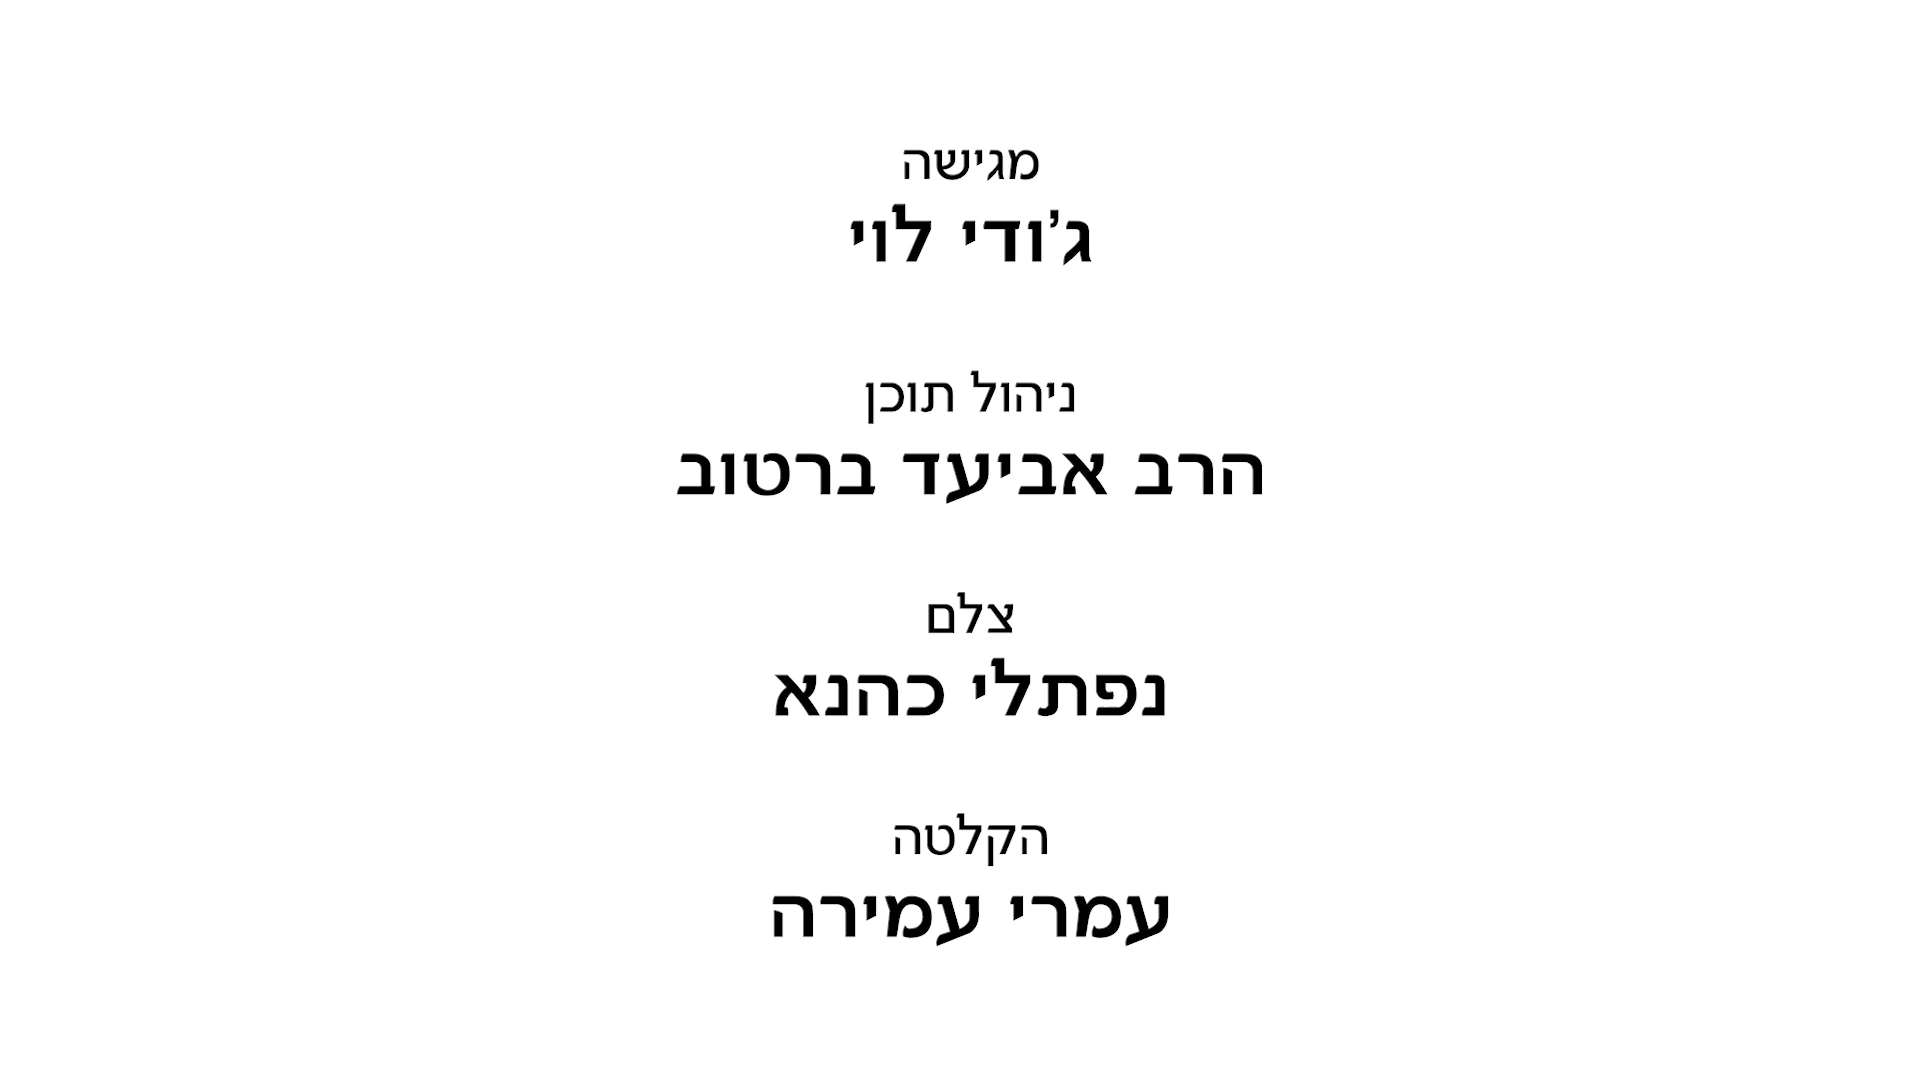 מגישה
ג'ודי לוי
ניהול תוכן
הרב אביעד ברטוב
צלם
נפתלי כהנא
הקלטה
עמרי עמירה